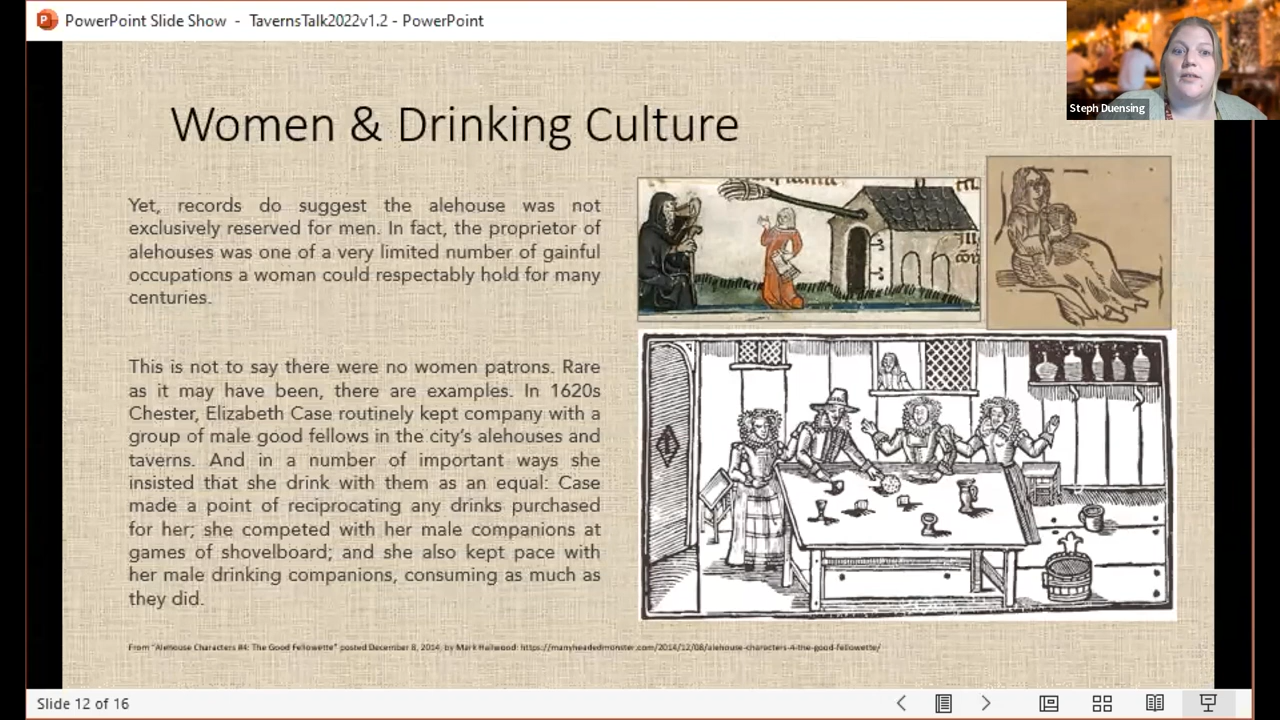 PowerPoint Slide Show - TavernsTalk2022v1.2 - PowerPoint
Steph Duensing
Women & Drinking Culture
Yet, records do suggest the alehouse was not
exclusively reserved for men. In fact, the proprietor of
alehouses was one of a very limited number of gainful
occupations a woman could respectably hold for many
centuries.
This is not to say there were no women patrons. Rare
as it may have been, there are examples. In 1620s
Chester, Elizabeth Case routinely kept company with a
group of male good fellows in the city's alehouses and
taverns. And in a number of important ways she
insisted that she drink with them as an equal: Case
made a point of reciprocating any drinks purchased
for her; she competed with her male companions at
games of shovelboard; and she also kept pace with
her male drinking companions, consuming as much as
they did.
From "Alehouse Characters #4: The Good Fellowette" posted December 8, 2014, by Mark Hailwood: https://manyheadedmonster.com/2014/12/08/alehouse-characters-4-the-good-fellowette/
Slide 12 of 16